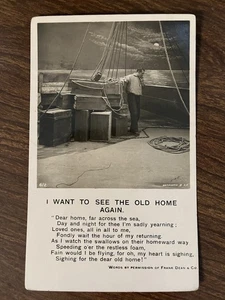 I WANT TO SEE THE OLD HOME
AGAIN.
"Dear home, far across the sea,
Day and night for thee I'm sadly yearning;
Loved ones, all in all to me,
Fondly wait the hour of my returning.
As I watch the swallows on their homeward way
Speeding o'er the restless foam,
Fain would I be flying, for on, my heart is sighing,
Sighing for the dear old home!"
WORDS BY PERMISSION OF FRANK DEAN & CO.